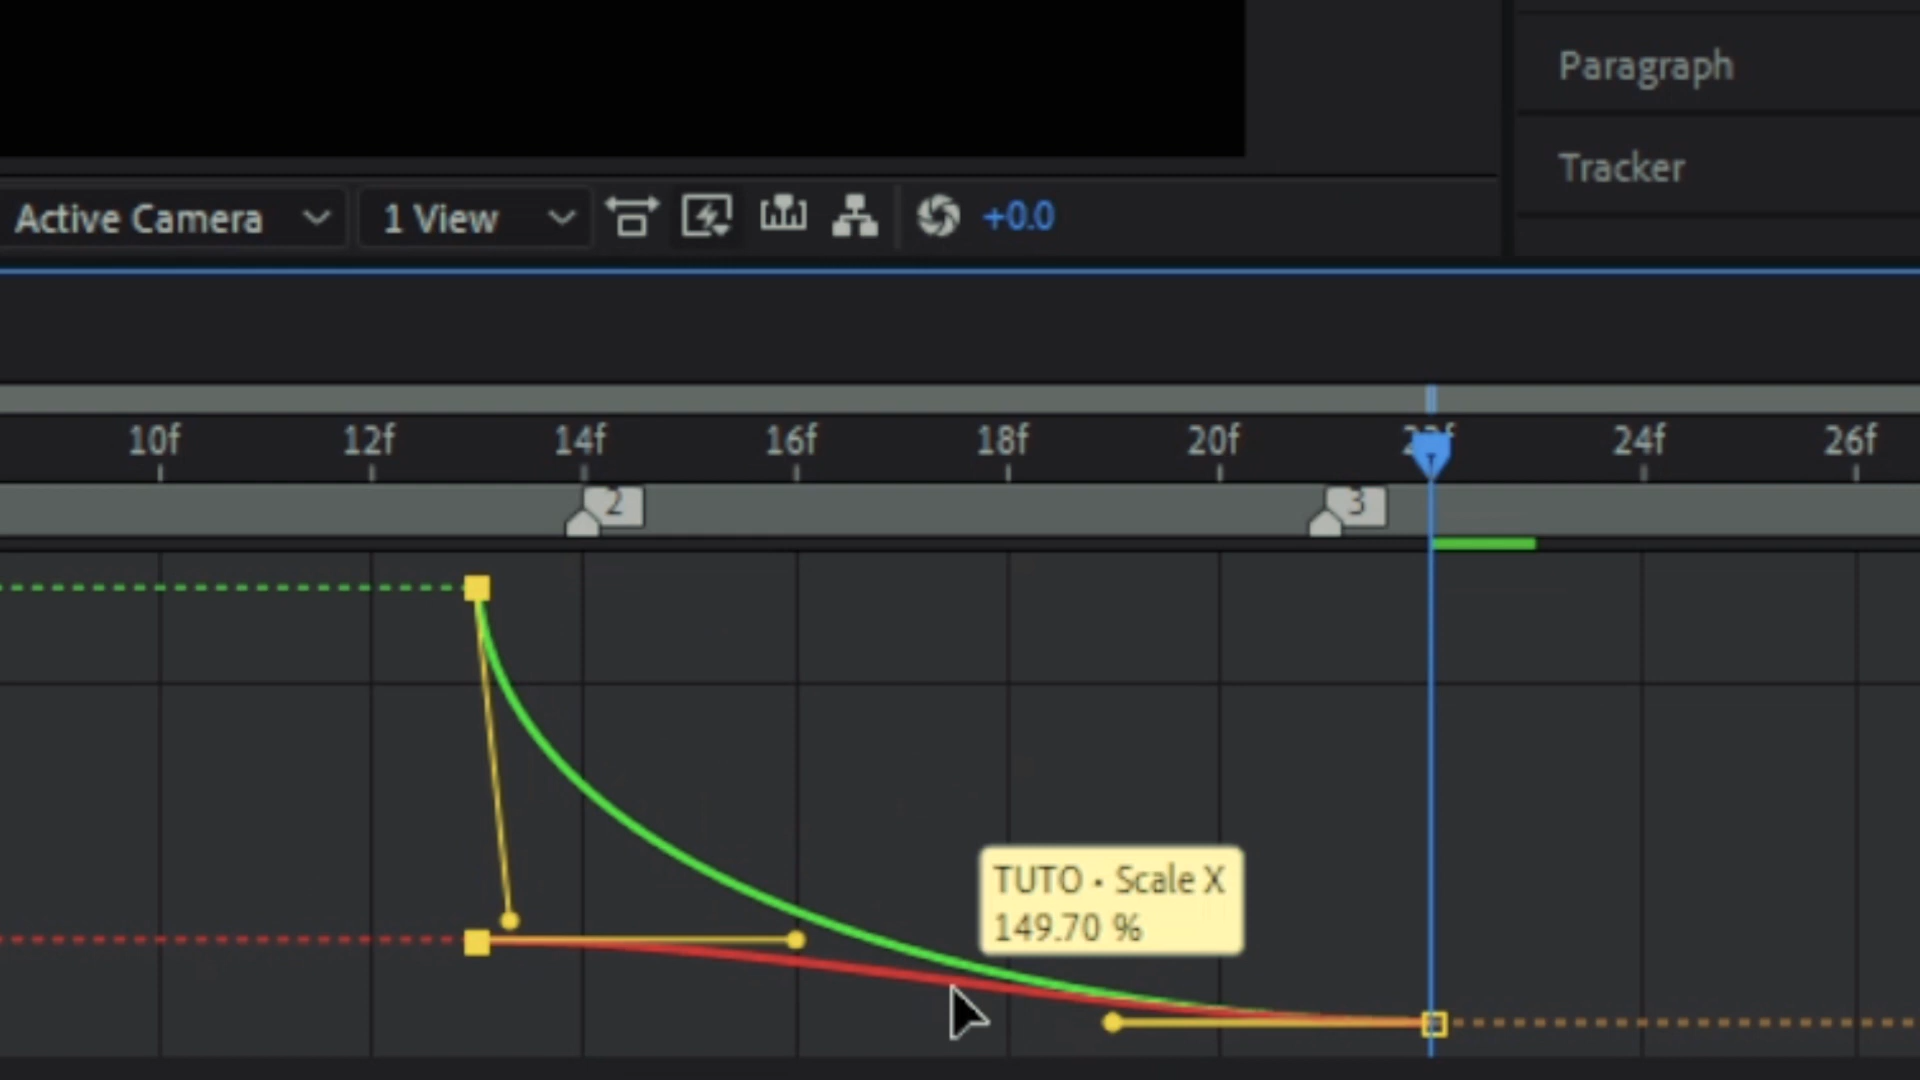 Paragraph
Tracker
Active Camera
1 View
+0.0
10f 12f 14f 16f 18f 20f 24f 26f
2 3
TUTO • Scale X
149.70 %